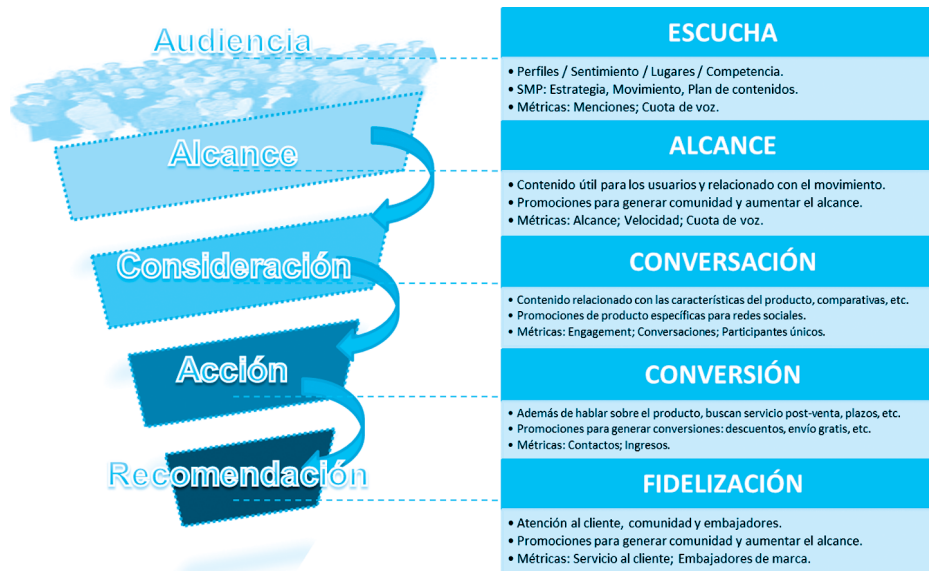 Audiencia
ESCUCHA
• Perfiles / Sentimiento / Lugares / Competencia.
• SMP: Estrategia, Movimiento, Plan de contenidos.
• Métricas: Menciones; Cuota de voz.
Alcance
ALCANCE
• Contenido útil para los usuarios y relacionado con el movimiento.
• Promociones para generar comunidad y aumentar el alcance.
• Métricas: Alcance; Velocidad; Cuota de voz.
Consideración
CONVERSACIÓN
• Contenido relacionado con las características del producto, comparativas, etc.
• Promociones de producto específicas para redes sociales.
• Métricas: Engagement; Conversaciones; Participantes únicos.
Acción
CONVERSIÓN
• Además de hablar sobre el producto, buscan servicio post-venta, plazos, etc.
• Promociones para generar conversiones: descuentos, envío gratis, etc.
• Métricas: Contactos; Ingresos.
Recomendación
FIDELIZACIÓN
• Atención al cliente, comunidad y embajadores.
• Promociones para generar comunidad y aumentar el alcance.
• Métricas: Servicio al cliente; Embajadores de marca.